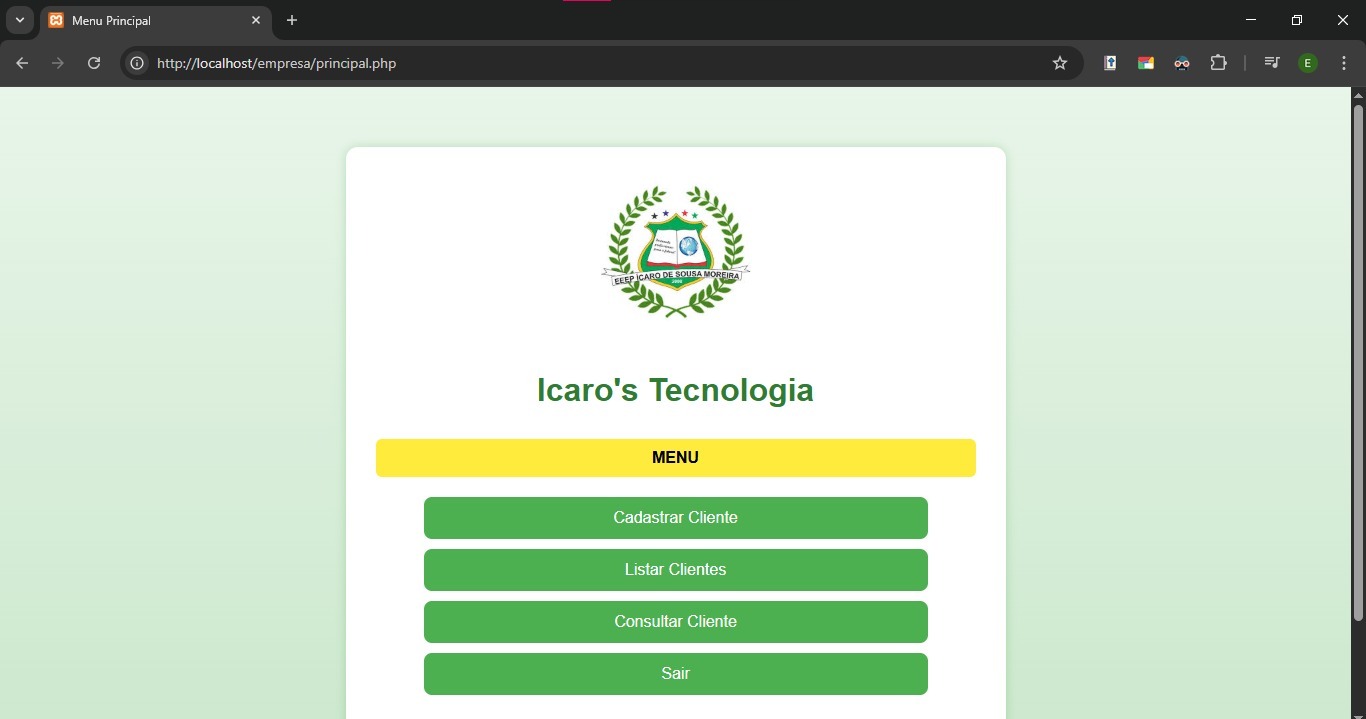 Menu Principal
http://localhost/empresa/principal.php
E
EEEP ÍCARO DE SOUSA MOREIRA
2008
Icaro's Tecnologia
MENU
Cadastrar Cliente
Listar Clientes
Consultar Cliente
Sair